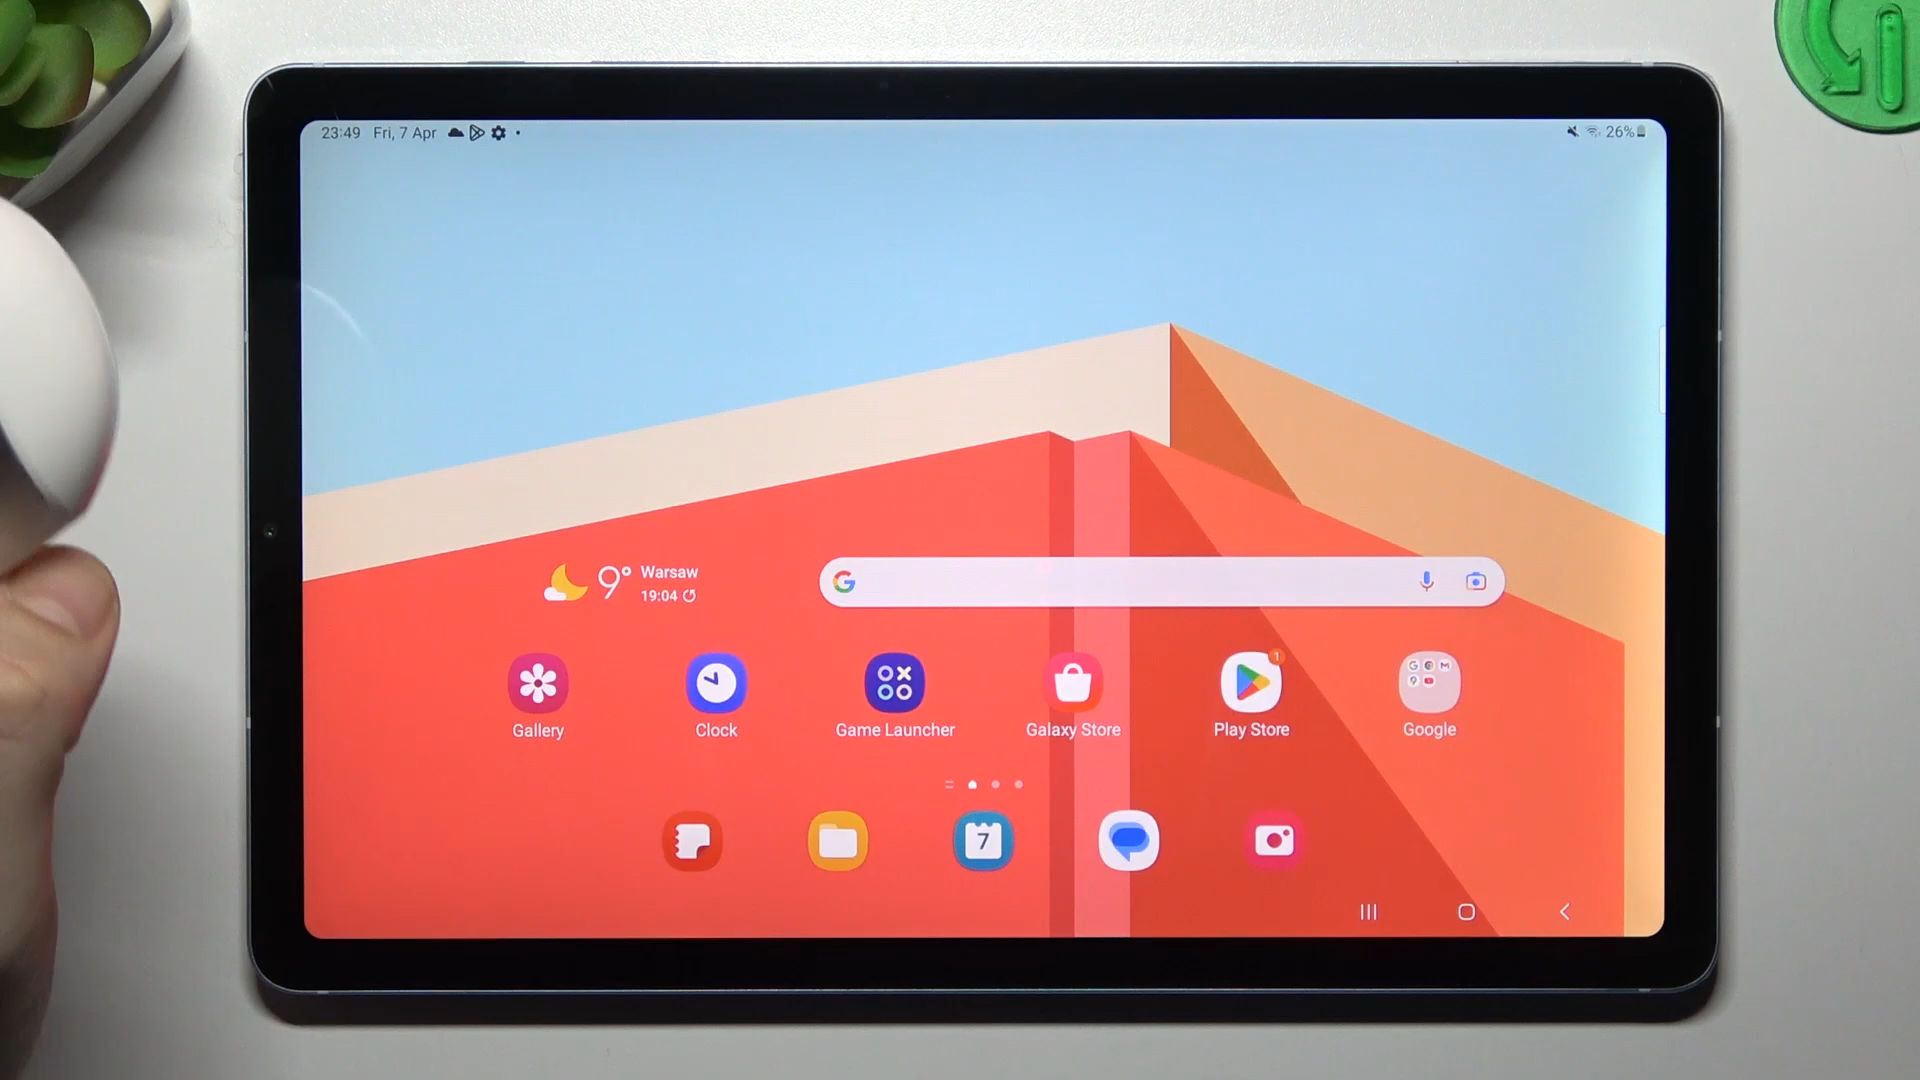 23:49 Fri, 7 Apr
26%
9° Warsaw
19:04
G
Gallery
Clock
Game Launcher
Galaxy Store
1
Play Store
Google
7